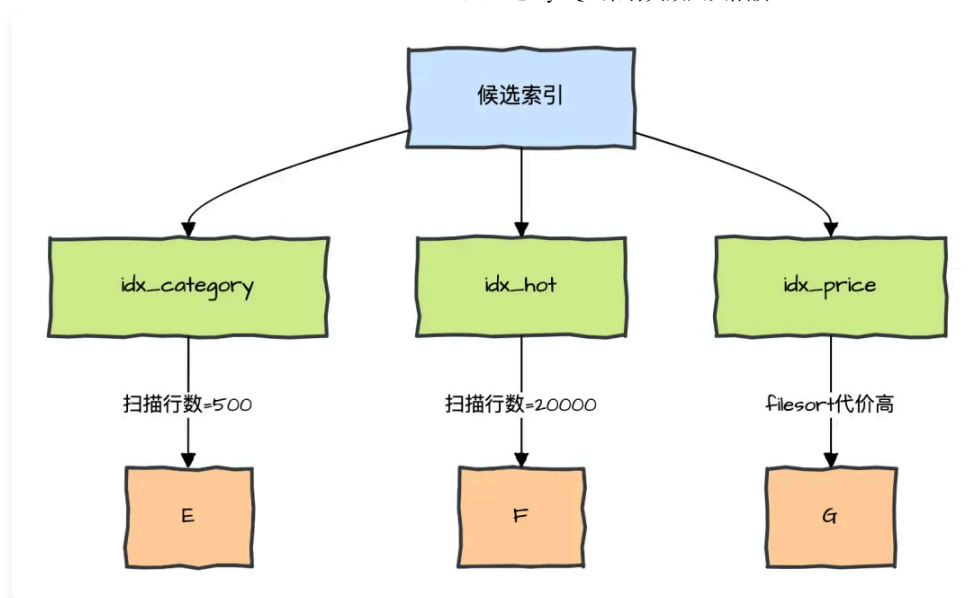 候选索引
idx_category
idx_hot
idx_price
扫描行数=500
扫描行数=20000
filesort代价高
E
F
G